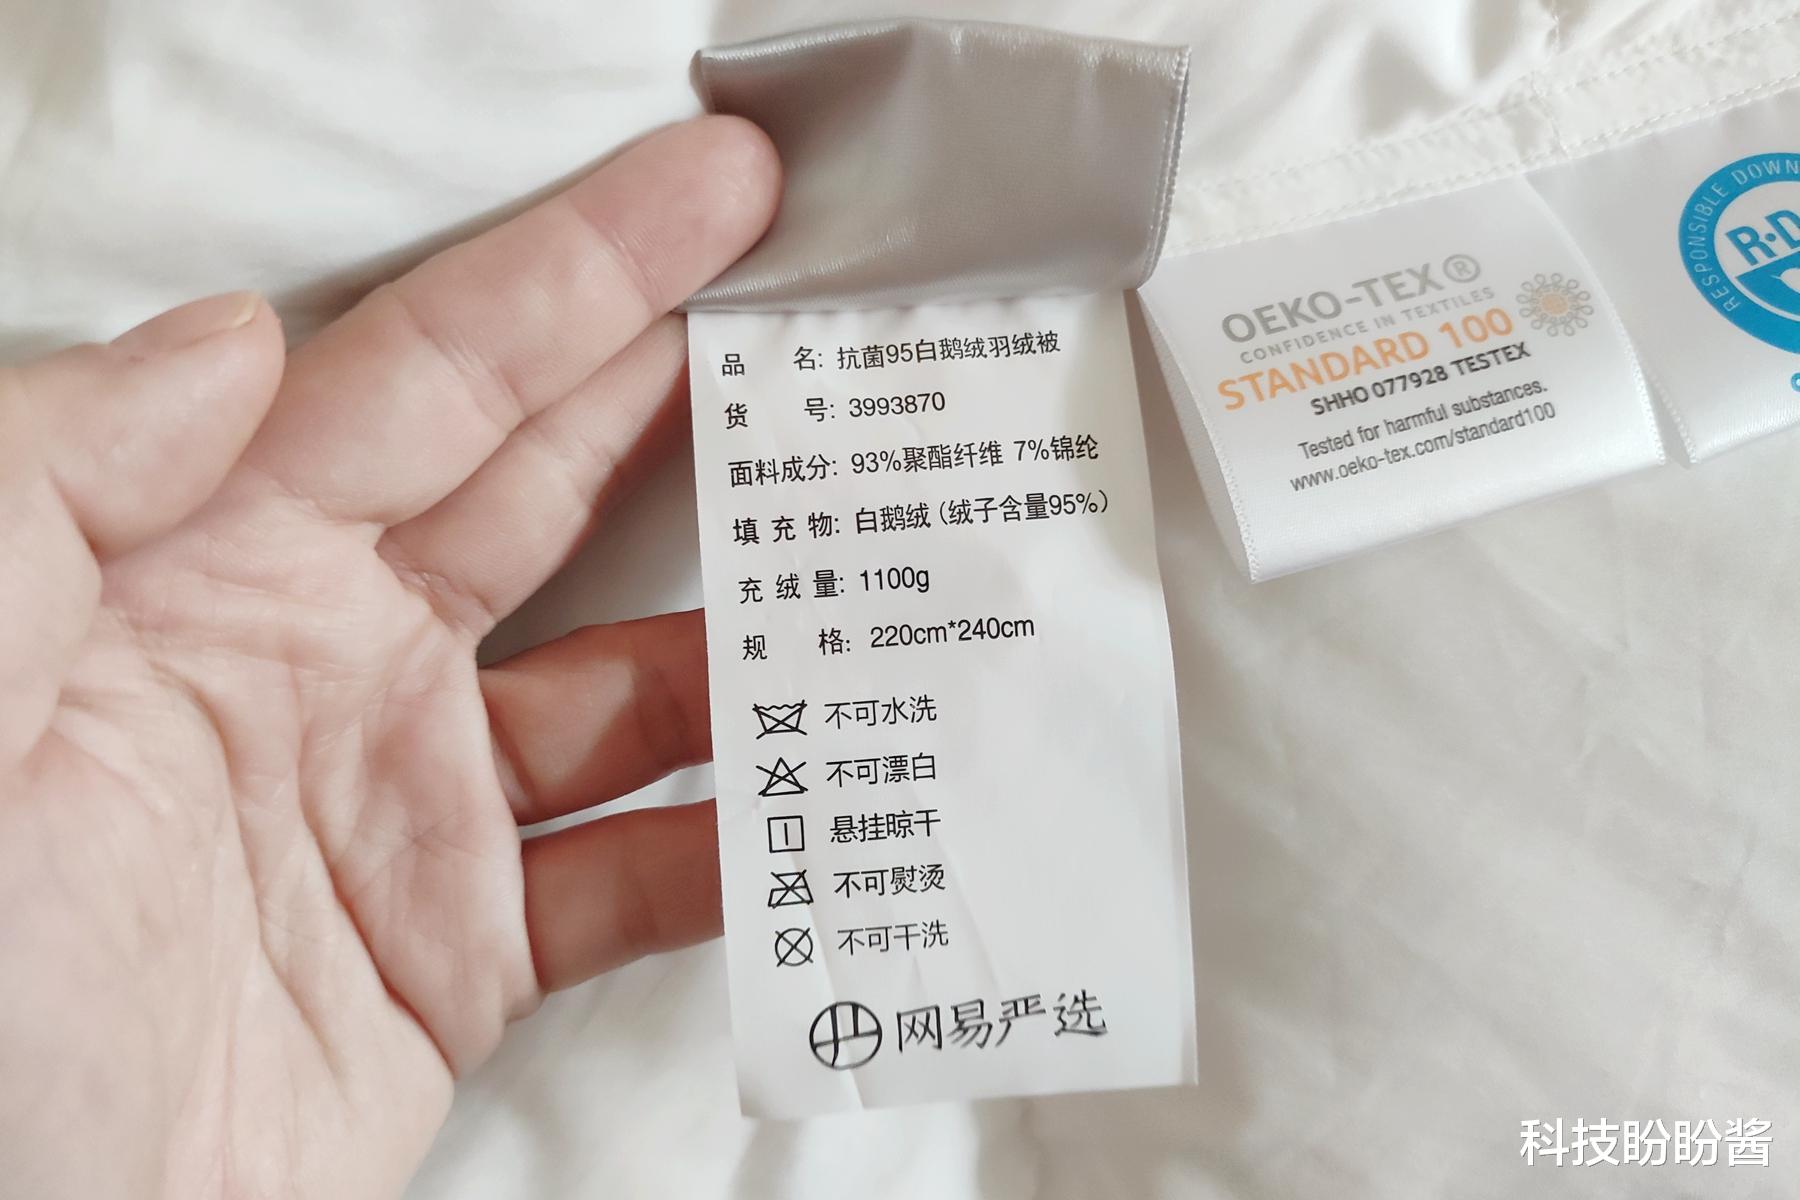 品 名: 抗菌95白鹅绒羽绒被
货 号: 3993870
面料成分: 93%聚酯纤维 7%锦纶
填 充 物: 白鹅绒 (绒子含量95%)
充 绒 量: 1100g
规 格: 220cm*240cm
不可水洗
不可漂白
悬挂晾干
不可熨烫
不可干洗
网易严选
OEKO-TEX®
CONFIDENCE IN TEXTILES
STANDARD 100
SHHO 077928 TESTEX
Tested for harmful substances.
www.oeko-tex.com/standard100
RESPONSIBLE DOWN
R·D
科技盼盼酱